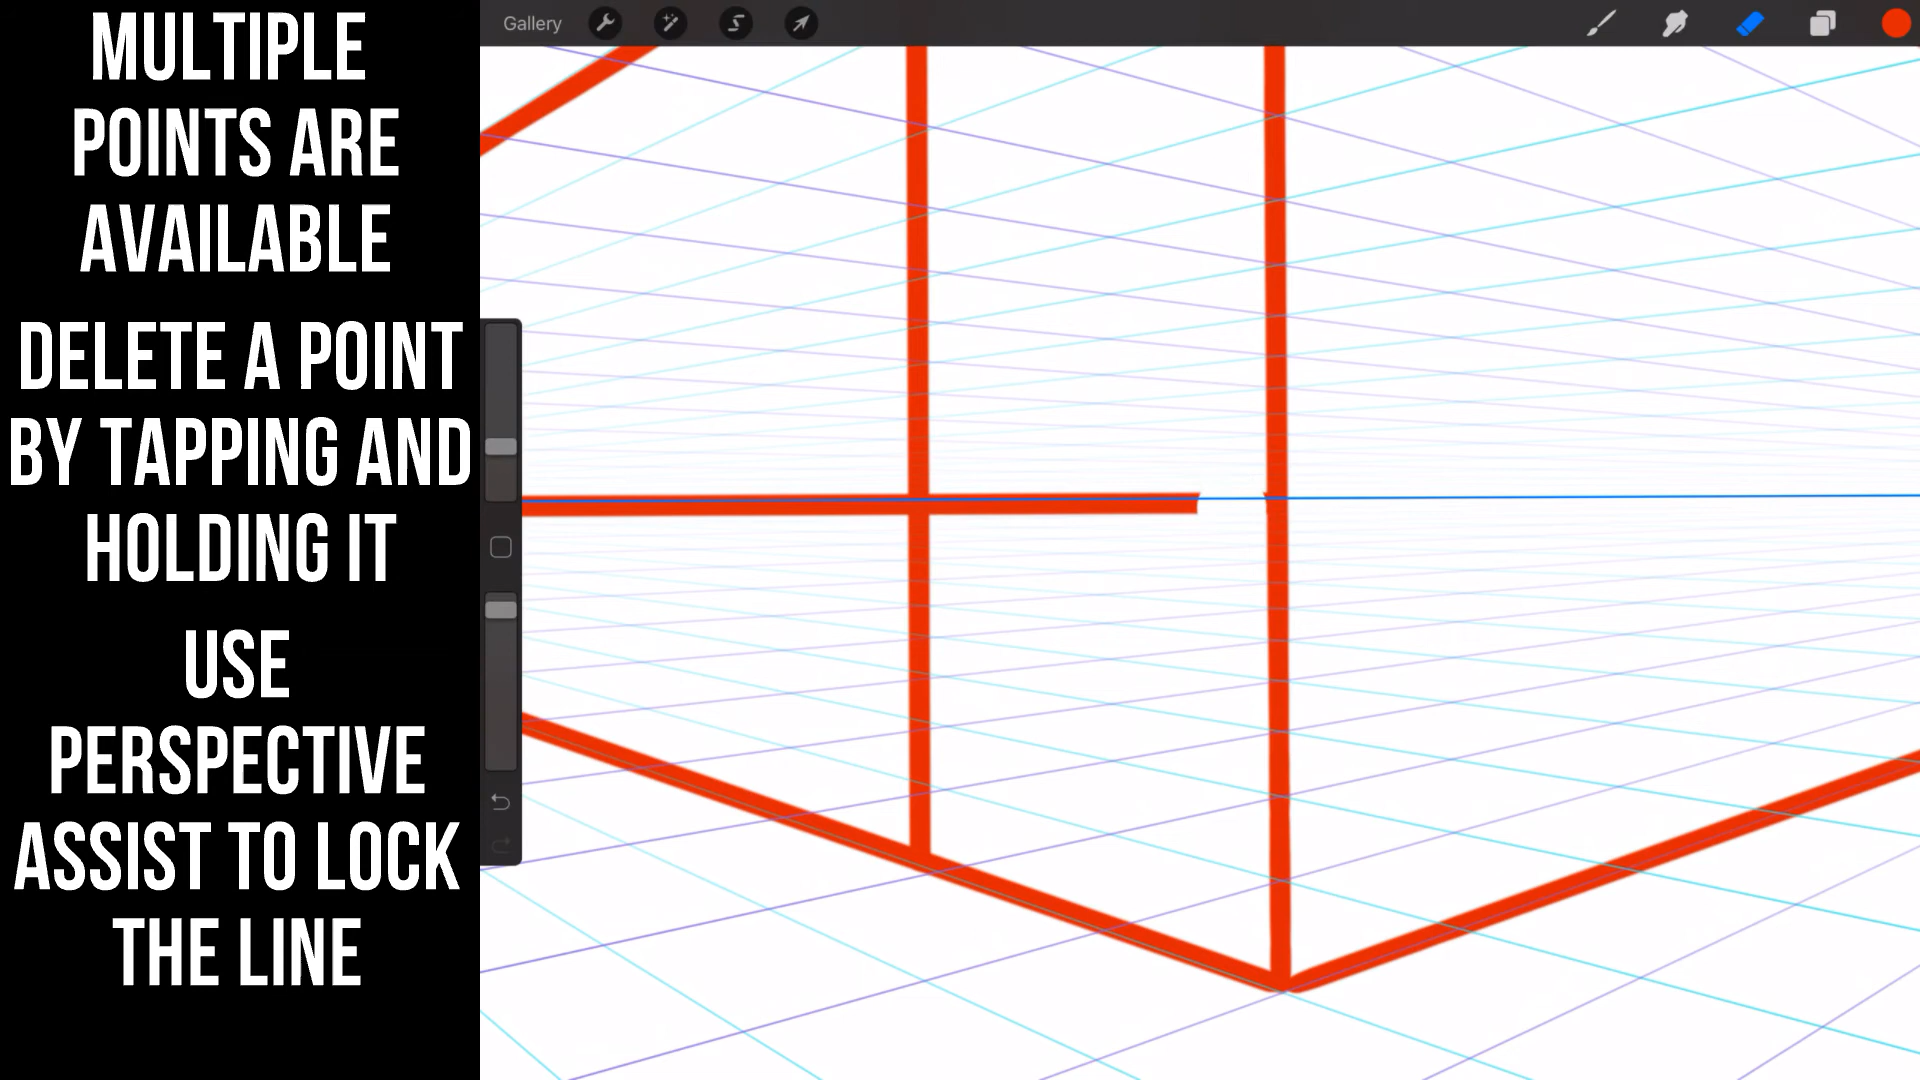 MULTIPLE
POINTS ARE
AVAILABLE
DELETE A POINT
BY TAPPING AND
HOLDING IT
USE
PERSPECTIVE
ASSIST TO LOCK
THE LINE
Gallery